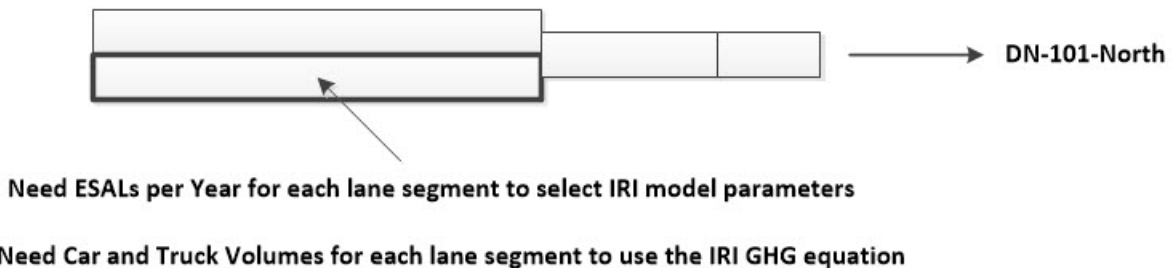 DN-101-North
Need ESALs per Year for each lane segment to select IRI model parameters
Need Car and Truck Volumes for each lane segment to use the IRI GHG equation